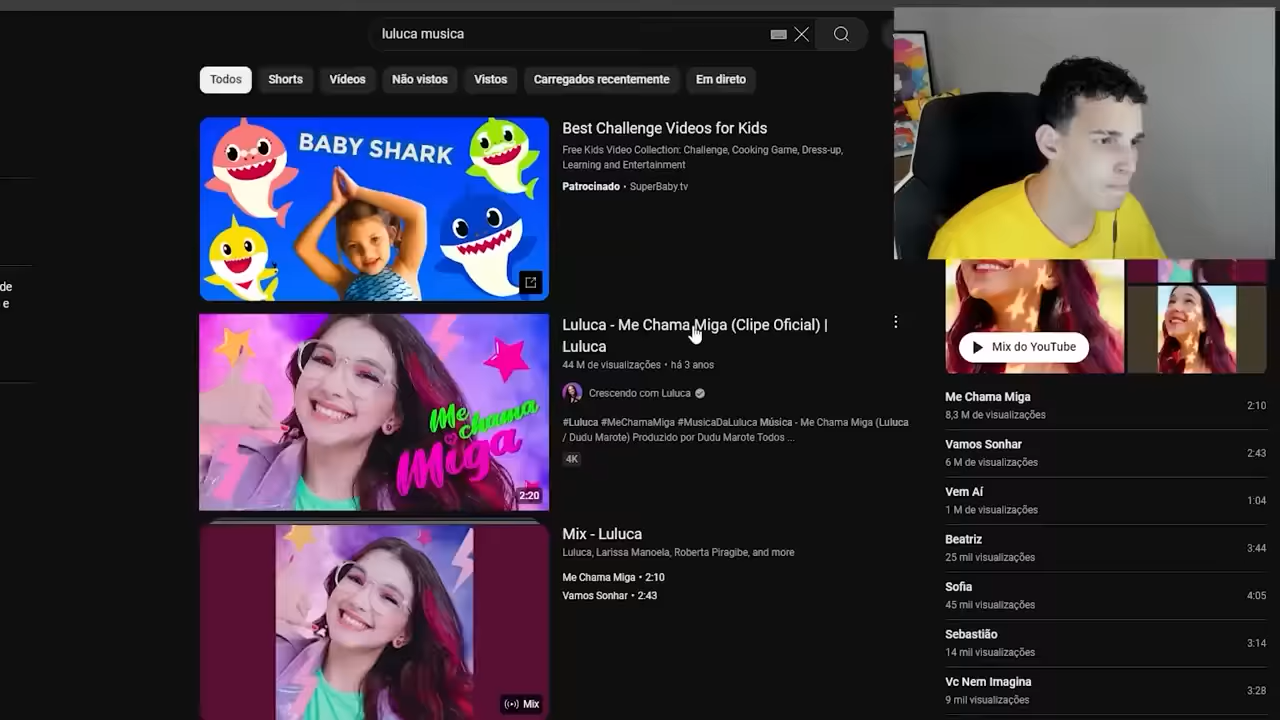 luluca musica
Todos
Shorts
Vídeos
Não vistos
Vistos
Carregados recentemente
Em direto
BABY SHARK
Best Challenge Videos for Kids
Free Kids Video Collection: Challenge, Cooking Game, Dress-up,
Learning and Entertainment
Patrocinado • SuperBaby.tv
de
e
Me
chama
Miga
2:20
Luluca - Me Chama Miga (Clipe Oficial) |
Luluca
44 M de visualizações • há 3 anos
Crescendo com Luluca
#Luluca #MeChamaMiga #MusicaDaLuluca Música - Me Chama Miga (Luluca
/ Dudu Marote) Produzido por Dudu Marote Todos ...
4K
Mix
Mix - Luluca
Luluca, Larissa Manoela, Roberta Piragibe, and more
Me Chama Miga • 2:10
Vamos Sonhar • 2:43
Mix do YouTube
Me Chama Miga
8,3 M de visualizações
2:10
Vamos Sonhar
6 M de visualizações
2:43
Vem Aí
1 M de visualizações
1:04
Beatriz
25 mil visualizações
3:44
Sofia
45 mil visualizações
4:05
Sebastião
14 mil visualizações
3:14
Vc Nem Imagina
9 mil visualizações
3:28